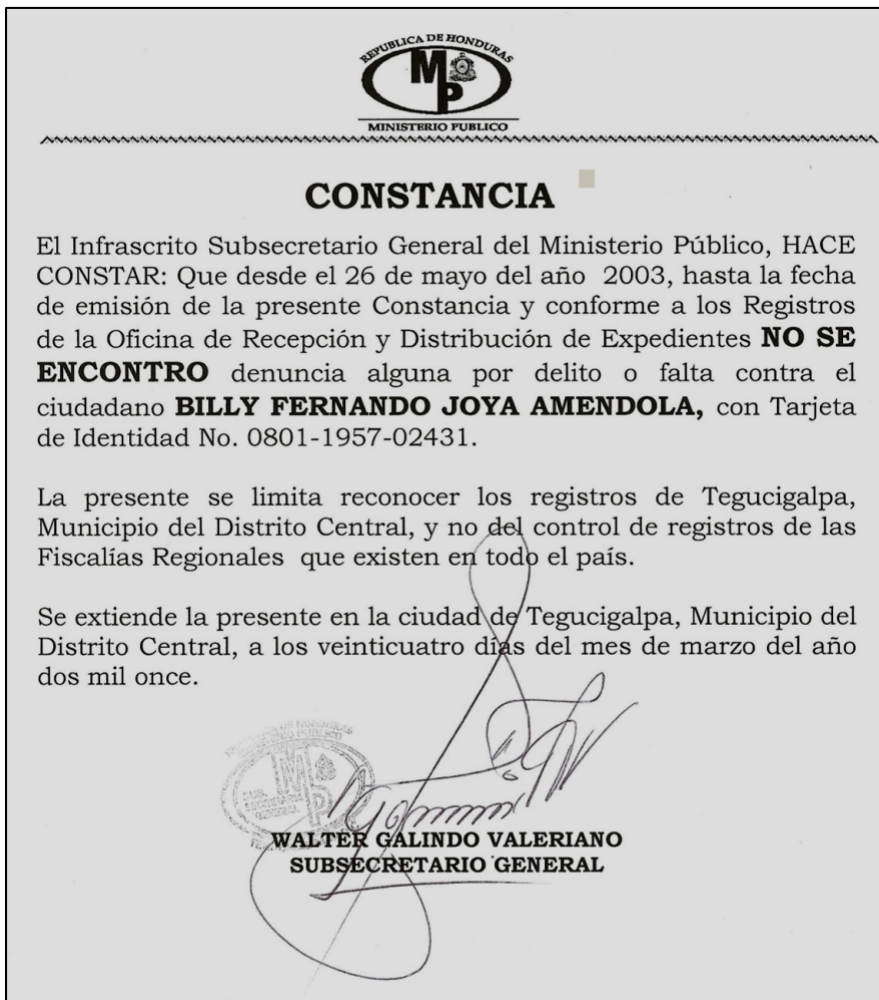 REPUBLICA DE HONDURAS
MP
MINISTERIO PUBLICO
CONSTANCIA
El Infrascrito Subsecretario General del Ministerio Público, HACE
CONSTAR: Que desde el 26 de mayo del año 2003, hasta la fecha
de emisión de la presente Constancia y conforme a los Registros
de la Oficina de Recepción y Distribución de Expedientes NO SE
ENCONTRO denuncia alguna por delito o falta contra el
ciudadano BILLY FERNANDO JOYA AMENDOLA, con Tarjeta
de Identidad No. 0801-1957-02431.
La presente se limita reconocer los registros de Tegucigalpa,
Municipio del Distrito Central, y no del control de registros de las
Fiscalías Regionales que existen en todo el país.
Se extiende la presente en la ciudad de Tegucigalpa, Municipio del
Distrito Central, a los veinticuatro días del mes de marzo del año
dos mil once.
MP
WALTER GALINDO VALERIANO
SUBSECRETARIO GENERAL